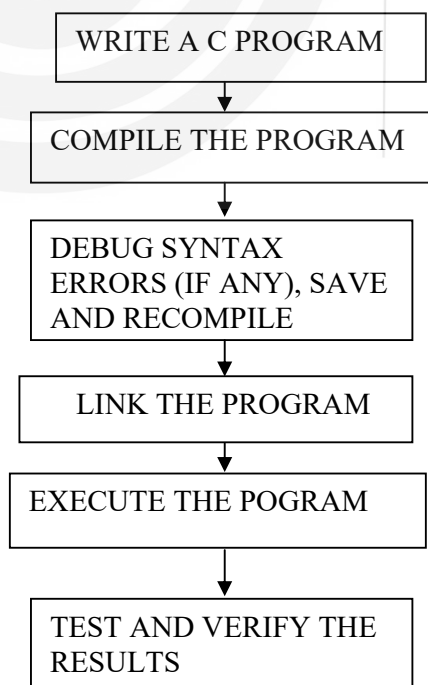 WRITE A C PROGRAM
COMPILE THE PROGRAM
DEBUG SYNTAX
ERRORS (IF ANY), SAVE
AND RECOMPILE
LINK THE PROGRAM
EXECUTE THE POGRAM
TEST AND VERIFY THE
RESULTS